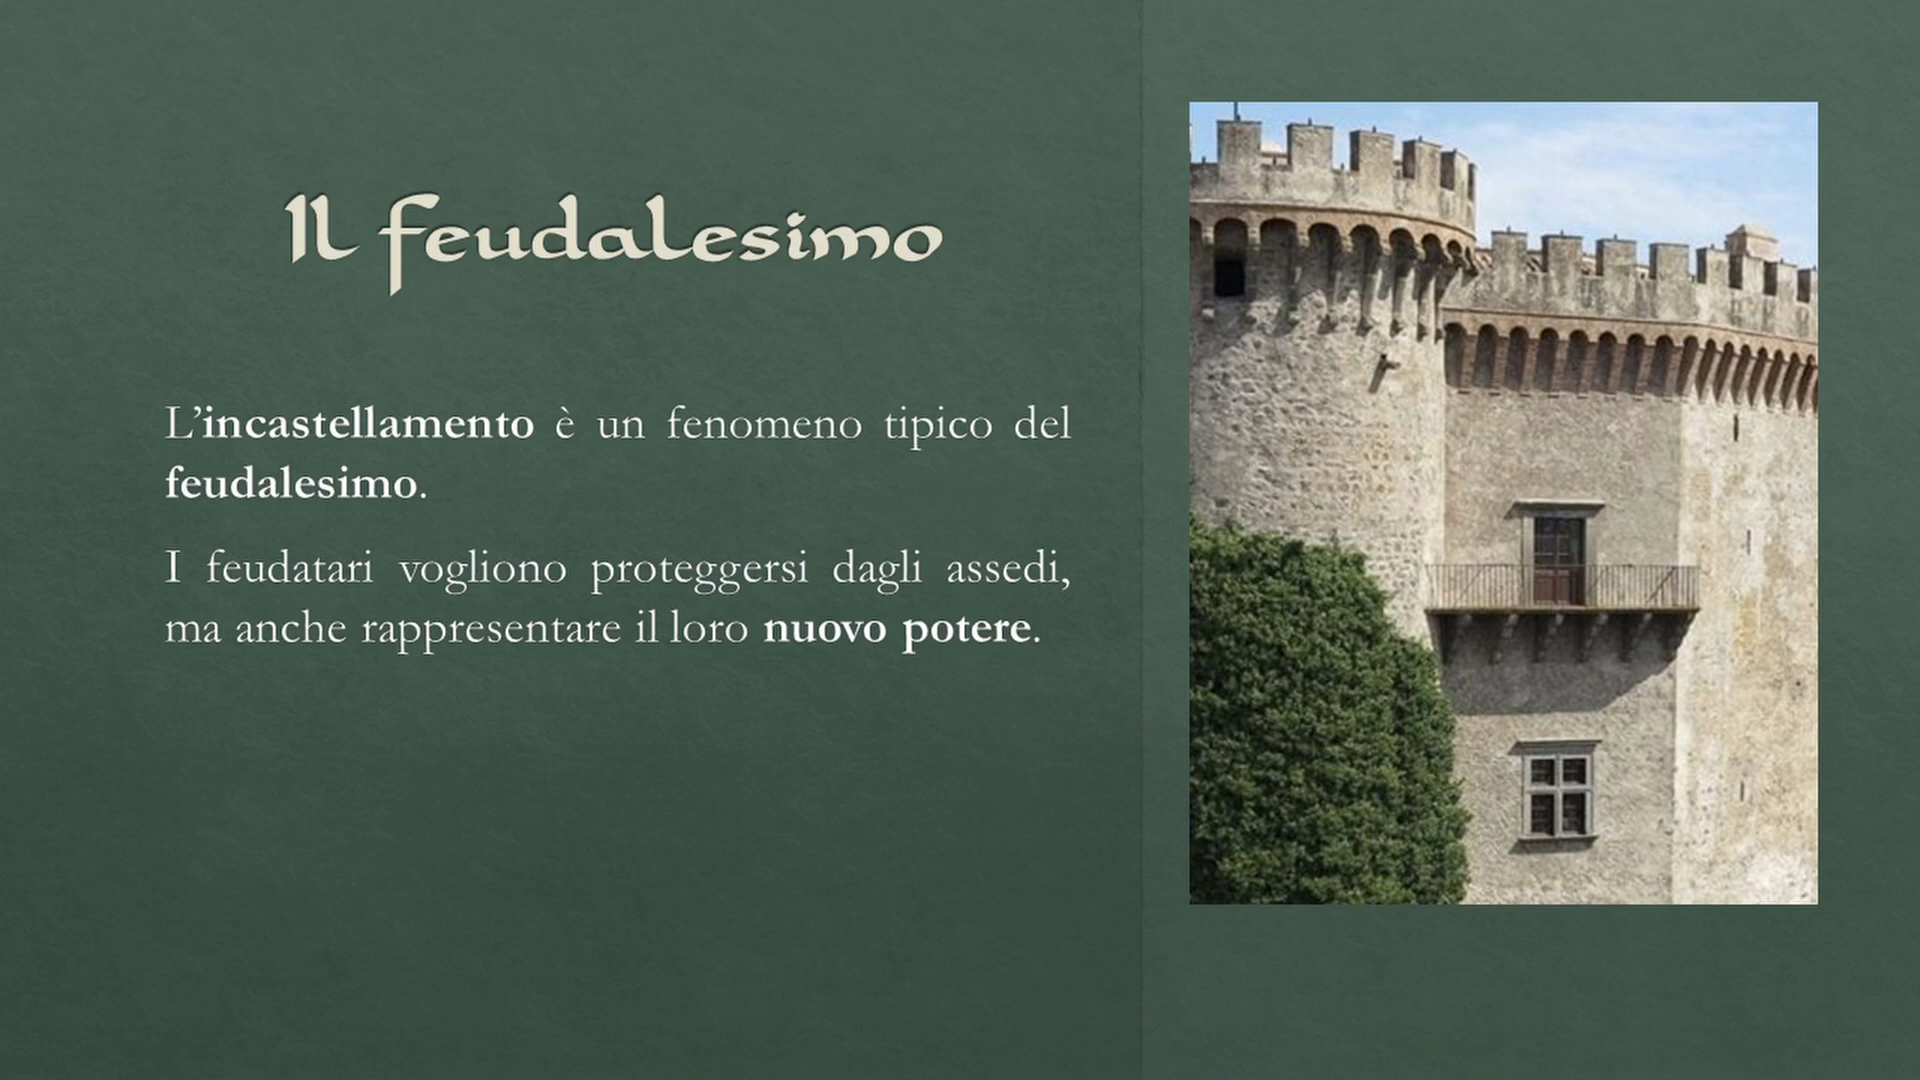 Il feudalesimo
L’incastellamento è un fenomeno tipico del
feudalesimo.
I feudatari vogliono proteggersi dagli assedi,
ma anche rappresentare il loro nuovo potere.